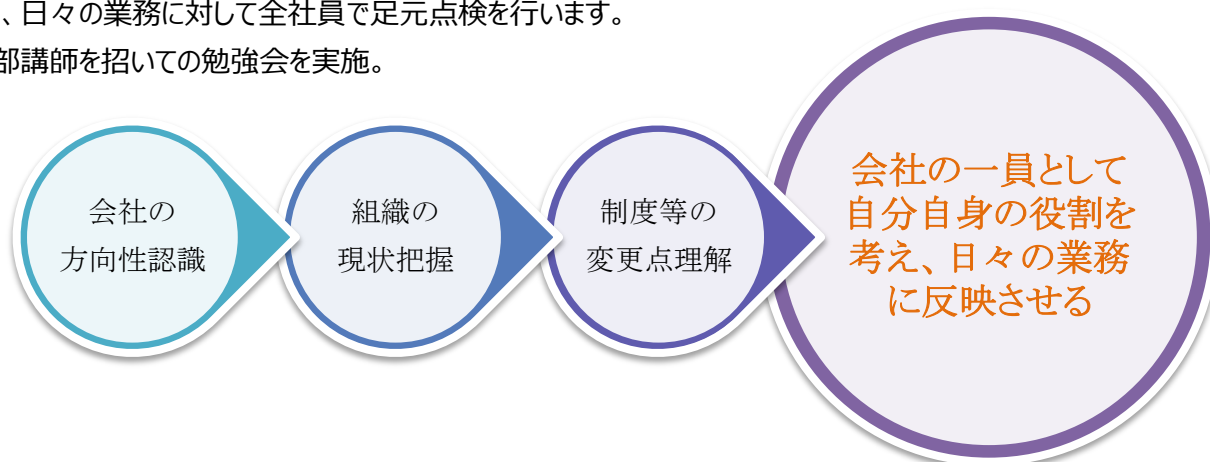 、日々の業務に対して全社員で足元点検を行います。
部講師を招いての勉強会を実施。
会社の
方向性認識
組織の
現状把握
制度等の
変更点理解
会社の一員として
自分自身の役割を
考え、日々の業務
に反映させる